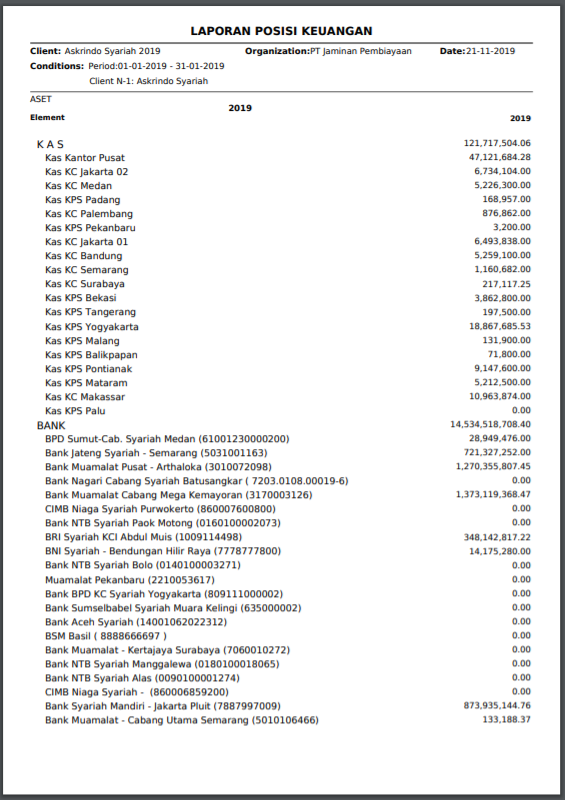 LAPORAN POSISI KEUANGAN
Client: Askrindo Syariah 2019 Organization:PT Jaminan Pembiayaan Date:21-11-2019
Conditions: Period:01-01-2019 - 31-01-2019
Client N-1: Askrindo Syariah
ASET
2019
Element 2019
K A S 121,717,504.06
Kas Kantor Pusat 47,121,684.28
Kas KC Jakarta 02 6,734,104.00
Kas KC Medan 5,226,300.00
Kas KPS Padang 168,957.00
Kas KC Palembang 876,862.00
Kas KPS Pekanbaru 3,200.00
Kas KC Jakarta 01 6,493,838.00
Kas KC Bandung 5,259,100.00
Kas KC Semarang 1,160,682.00
Kas KC Surabaya 217,117.25
Kas KPS Bekasi 3,862,800.00
Kas KPS Tangerang 197,500.00
Kas KPS Yogyakarta 18,867,685.53
Kas KPS Malang 131,900.00
Kas KPS Balikpapan 71,800.00
Kas KPS Pontianak 9,147,600.00
Kas KPS Mataram 5,212,500.00
Kas KC Makassar 10,963,874.00
Kas KPS Palu 0.00
BANK 14,534,518,708.40
BPD Sumut-Cab. Syariah Medan (61001230000200) 28,949,476.00
Bank Jateng Syariah - Semarang (5031001163) 721,327,252.00
Bank Muamalat Pusat - Arthaloka (3010072098) 1,270,355,807.45
Bank Nagari Cabang Syariah Batusangkar ( 7203.0108.00019-6) 0.00
Bank Muamalat Cabang Mega Kemayoran (3170003126) 1,373,119,368.47
CIMB Niaga Syariah Purwokerto (860007600800) 0.00
Bank NTB Syariah Paok Motong (0160100002073) 0.00
BRI Syariah KCI Abdul Muis (1009114498) 348,142,817.22
BNI Syariah - Bendungan Hilir Raya (7778777800) 14,175,280.00
Bank NTB Syariah Bolo (0140100003271) 0.00
Muamalat Pekanbaru (2210053617) 0.00
Bank BPD KC Syariah Yogyakarta (809111000002) 0.00
Bank Sumselbabel Syariah Muara Kelingi (635000002) 0.00
Bank Aceh Syariah (14001062022312) 0.00
BSM Basil ( 8888666697 ) 0.00
Bank Muamalat - Kertajaya Surabaya (7060010272) 0.00
Bank NTB Syariah Manggalewa (0180100018065) 0.00
Bank NTB Syariah Alas (0090100001274) 0.00
CIMB Niaga Syariah - (860006859200) 0.00
Bank Syariah Mandiri - Jakarta Pluit (7887997009) 873,935,144.76
Bank Muamalat - Cabang Utama Semarang (5010106466) 133,188.37